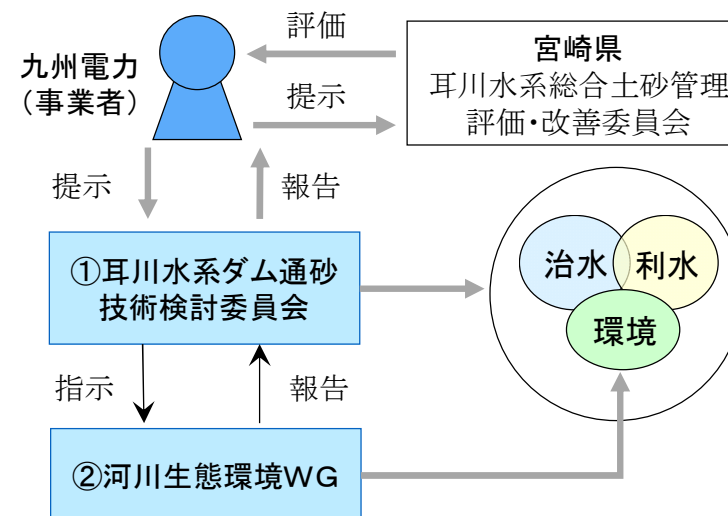 評価
九州電力
（事業者）
宮崎県
耳川水系総合土砂管理
評価・改善委員会
提示
提示
報告
①耳川水系ダム通砂
技術検討委員会
治水
利水
環境
指示
報告
②河川生態環境ＷＧ